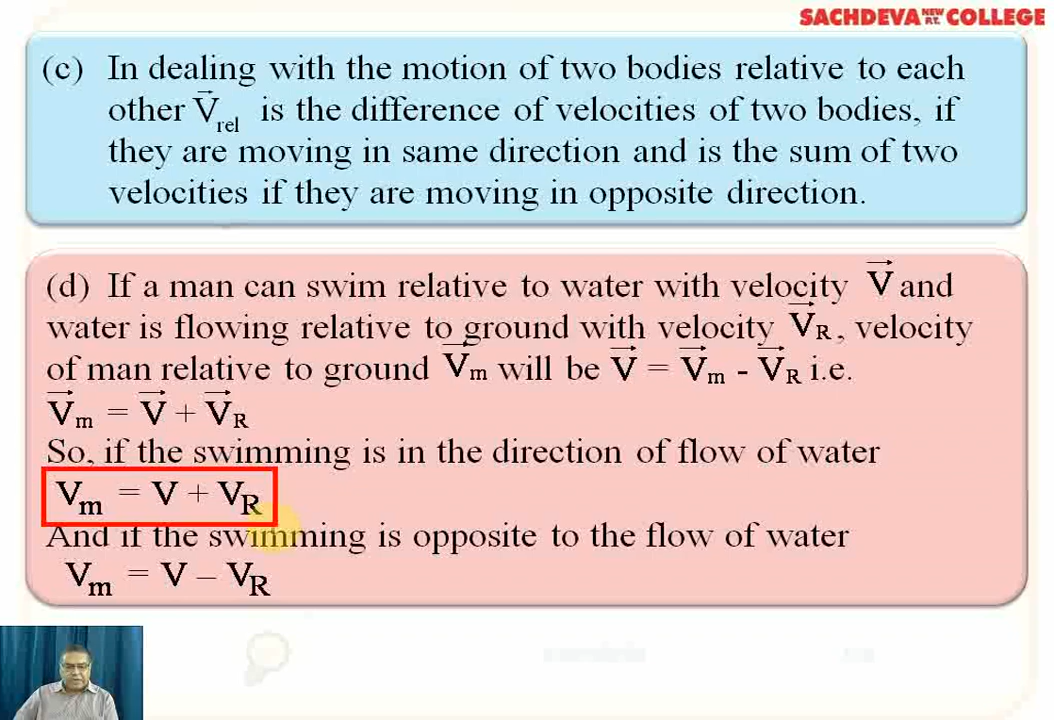 SACHDEVA NEW P.T. COLLEGE
(c) In dealing with the motion of two bodies relative to each
other V⃗rel is the difference of velocities of two bodies, if
they are moving in same direction and is the sum of two
velocities if they are moving in opposite direction.
(d) If a man can swim relative to water with velocity V⃗ and
water is flowing relative to ground with velocity V⃗R, velocity
of man relative to ground V⃗m will be V⃗ = V⃗m - V⃗R i.e.
V⃗m = V⃗ + V⃗R
So, if the swimming is in the direction of flow of water
Vm = V + VR
And if the swimming is opposite to the flow of water
Vm = V – VR